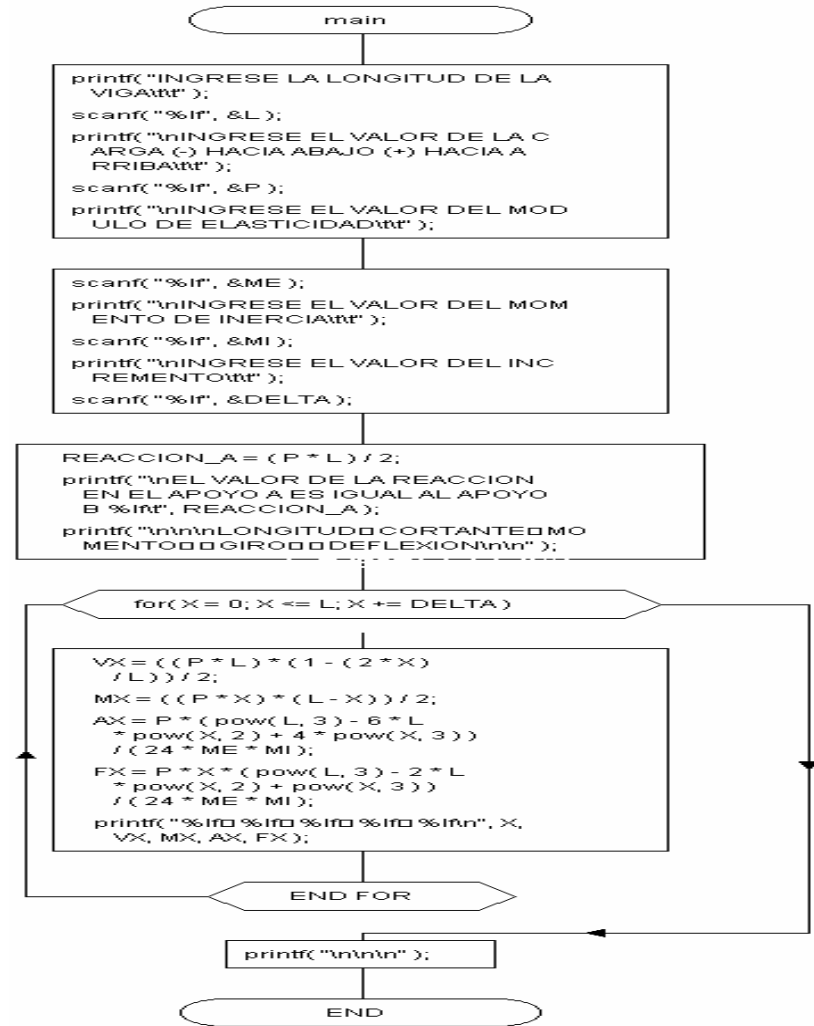 main
printf( "INGRESE LA LONGITUD DE LA
VIGA\t\t" );
scanf( "%lf", &L );
printf( "\nINGRESE EL VALOR DE LA C
ARGA (-) HACIA ABAJO (+) HACIA A
RRIBA\t\t" );
scanf( "%lf", &P );
printf( "\nINGRESE EL VALOR DEL MOD
ULO DE ELASTICIDAD\t\t" );
scanf( "%lf", &ME );
printf( "\nINGRESE EL VALOR DEL MOM
ENTO DE INERCIA\t\t" );
scanf( "%lf", &MI );
printf( "\nINGRESE EL VALOR DEL INC
REMENTO\t\t" );
scanf( "%lf", &DELTA );
REACCION_A = ( P * L ) / 2;
printf( "\nEL VALOR DE LA REACCION
EN EL APOYO A ES IGUAL AL APOYO
B %lf\t", REACCION_A );
printf( "\n\n\nLONGITUD□CORTANTE□MO
MENTO□□GIRO□□DEFLEXION\n\n" );
for( X = 0; X <= L; X += DELTA )
VX = ( ( P * L ) * ( 1 - ( 2 * X )
/ L ) ) / 2;
MX = ( ( P * X ) * ( L - X ) ) / 2;
AX = P * ( pow( L, 3 ) - 6 * L
* pow( X, 2 ) + 4 * pow( X, 3 ) )
/ ( 24 * ME * MI );
FX = P * X * ( pow( L, 3 ) - 2 * L
* pow( X, 2 ) + pow( X, 3 ) )
/ ( 24 * ME * MI );
printf( "%lf□ %lf□ %lf□ %lf□ %lf\n", X,
VX, MX, AX, FX );
END FOR
printf( "\n\n\n" );
END